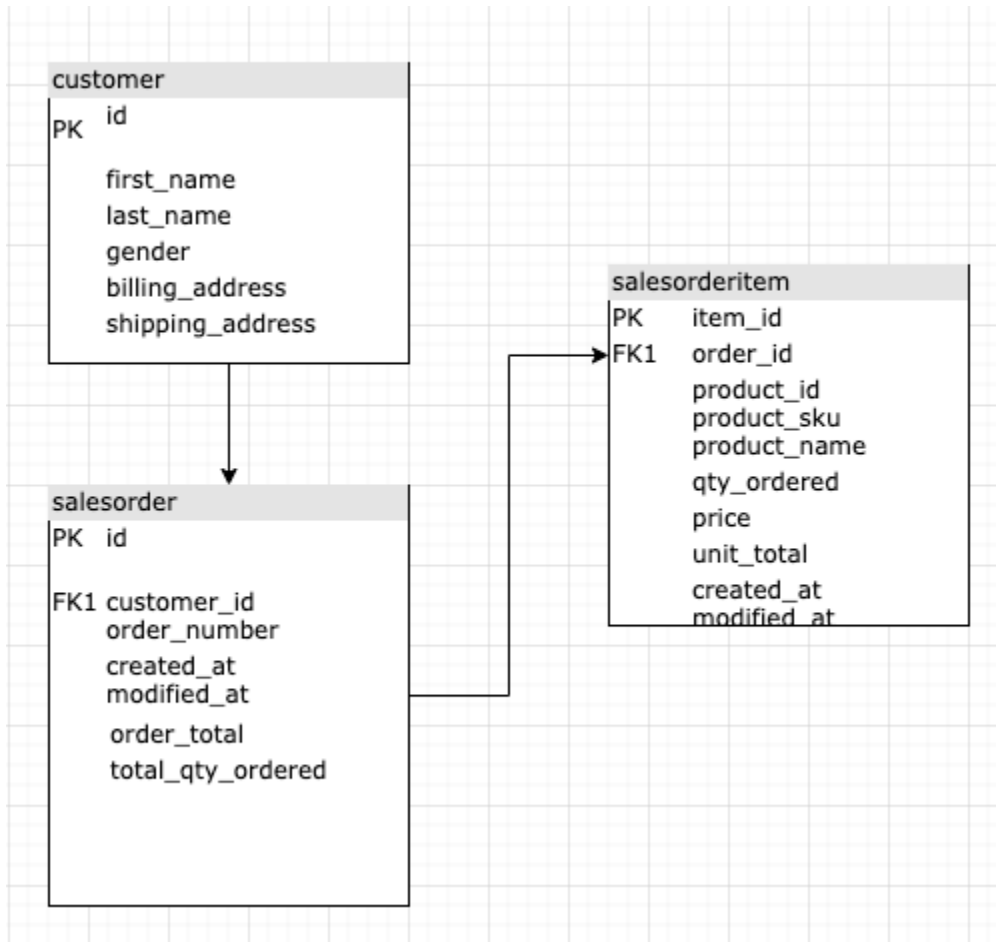 customer
PK id
first_name
last_name
gender
billing_address
shipping_address
salesorder
PK id
FK1 customer_id
order_number
created_at
modified_at
order_total
total_qty_ordered
salesorderitem
PK item_id
FK1 order_id
product_id
product_sku
product_name
qty_ordered
price
unit_total
created_at
modified_at